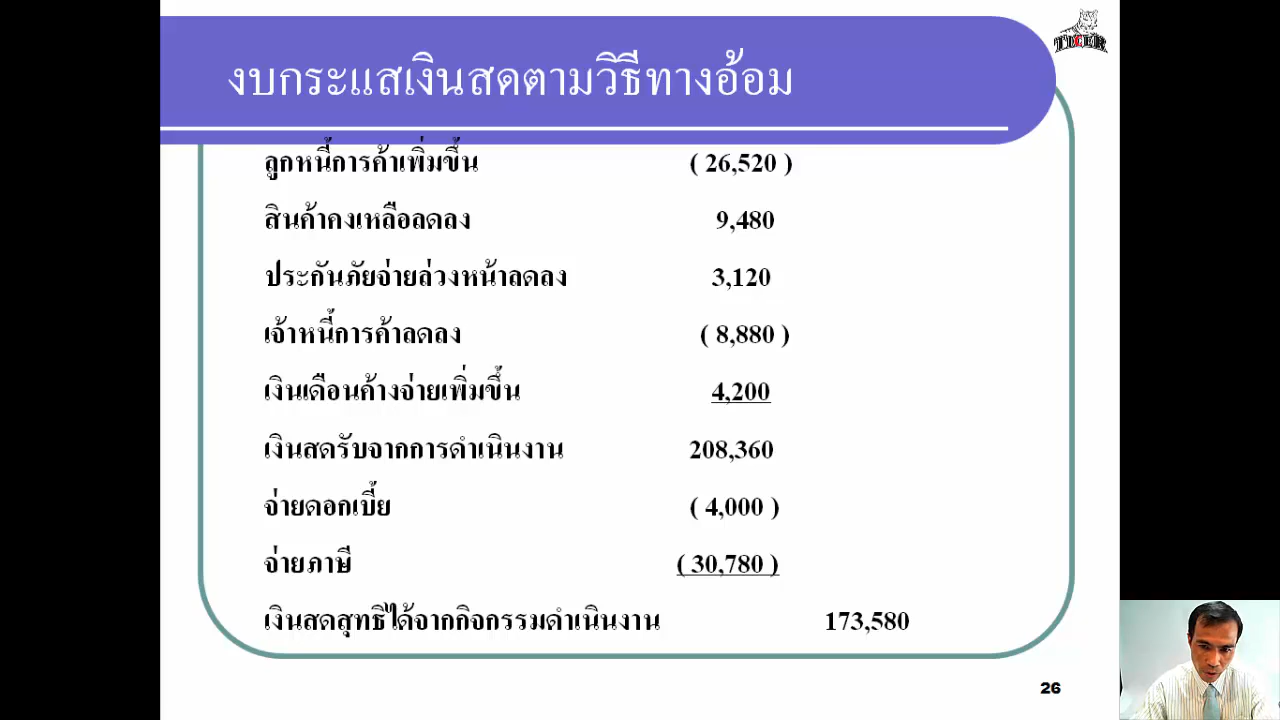 TIGER
งบกระแสเงินสดตามวิธีทางอ้อม
ลูกหนี้การค้าเพิ่มขึ้น ( 26,520 )
สินค้าคงเหลือลดลง 9,480
ประกันภัยจ่ายล่วงหน้าลดลง 3,120
เจ้าหนี้การค้าลดลง ( 8,880 )
เงินเดือนค้างจ่ายเพิ่มขึ้น 4,200
เงินสดรับจากการดำเนินงาน 208,360
จ่ายดอกเบี้ย ( 4,000 )
จ่ายภาษี ( 30,780 )
เงินสดสุทธิได้จากกิจกรรมดำเนินงาน 173,580
26